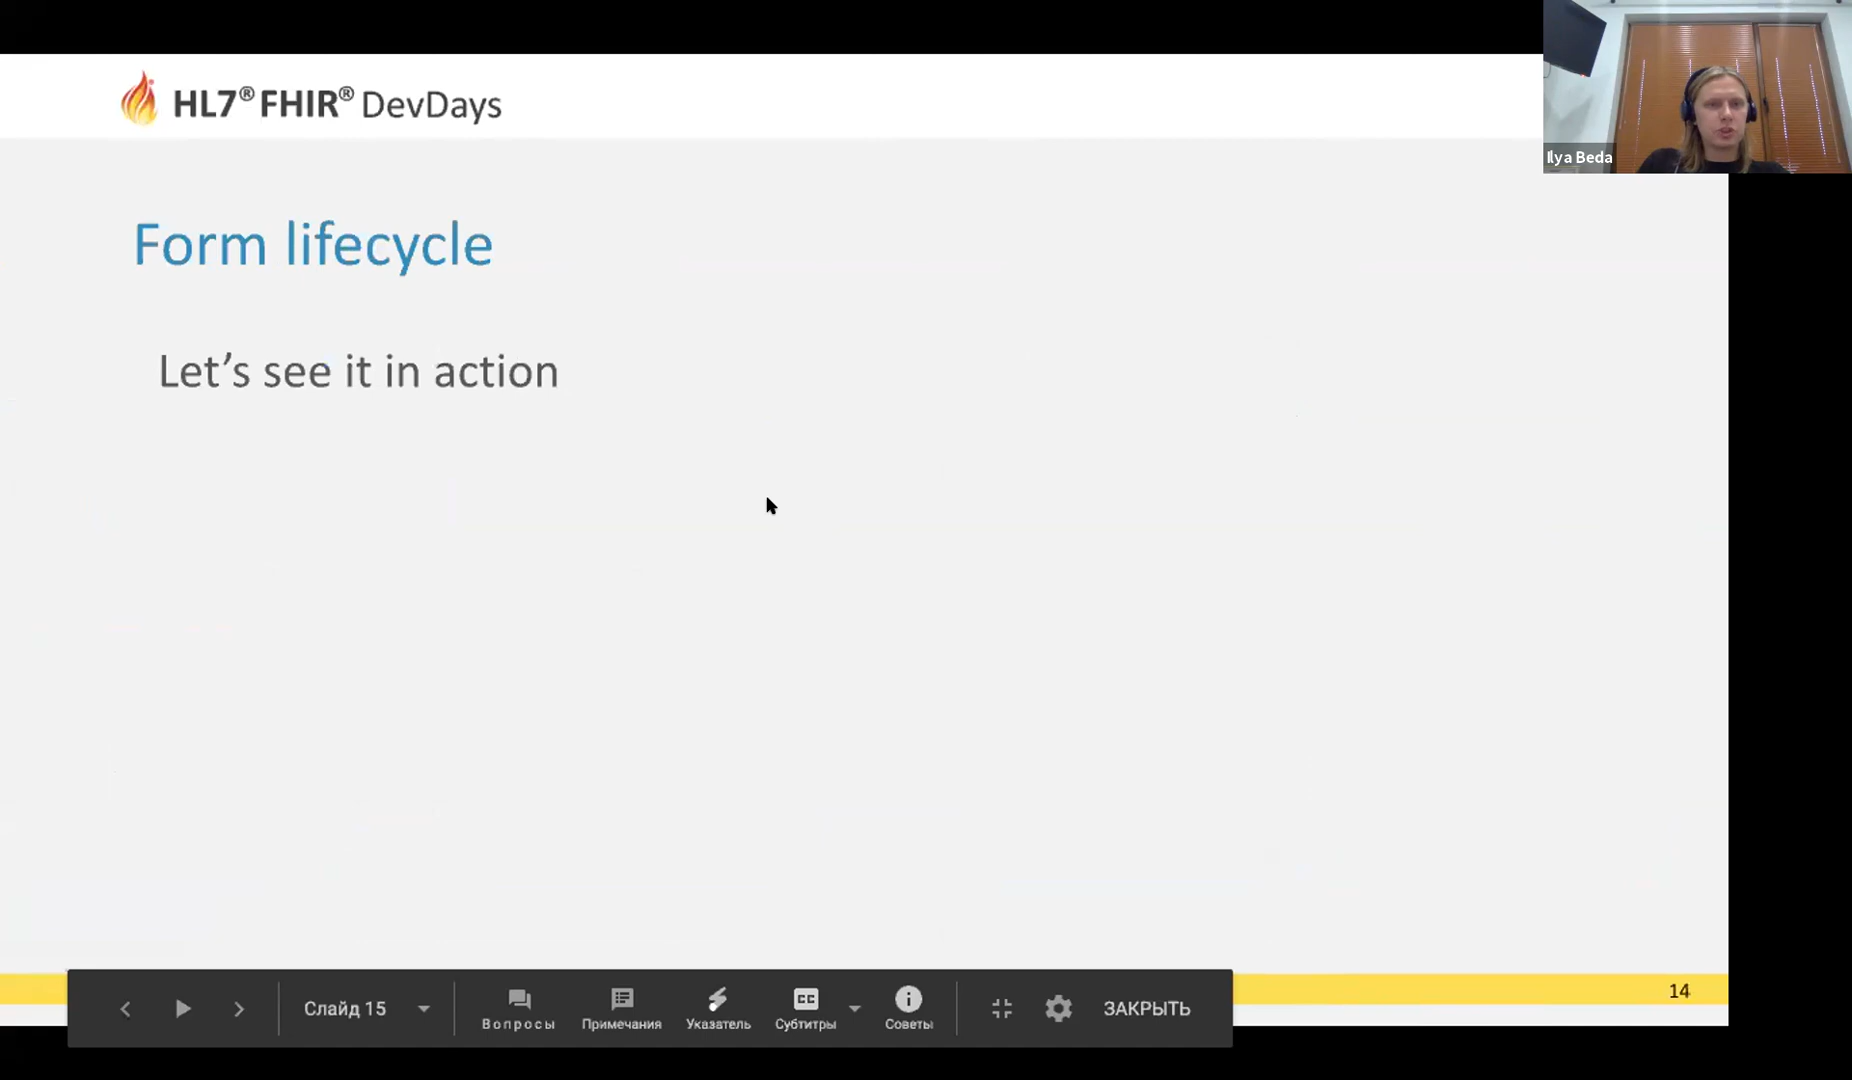 HL7® FHIR® DevDays
Ilya Beda
Form lifecycle
Let’s see it in action
14
Слайд 15
Вопросы
Примечания
Указатель
CC
Субтитры
Советы
ЗАКРЫТЬ